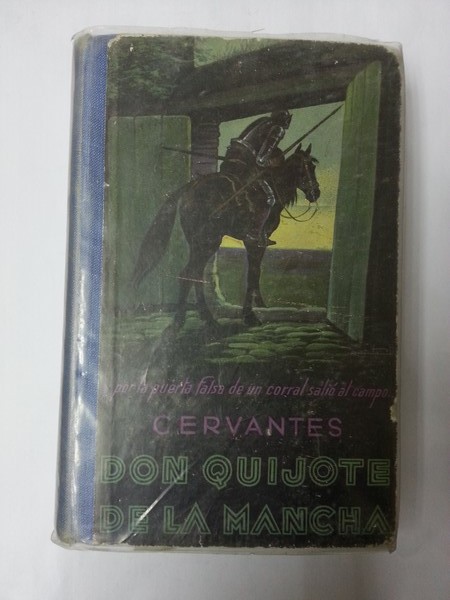 por la puerta falsa de un corral salió al campo...
CERVANTES
DON QUIJOTE
DE LA MANCHA